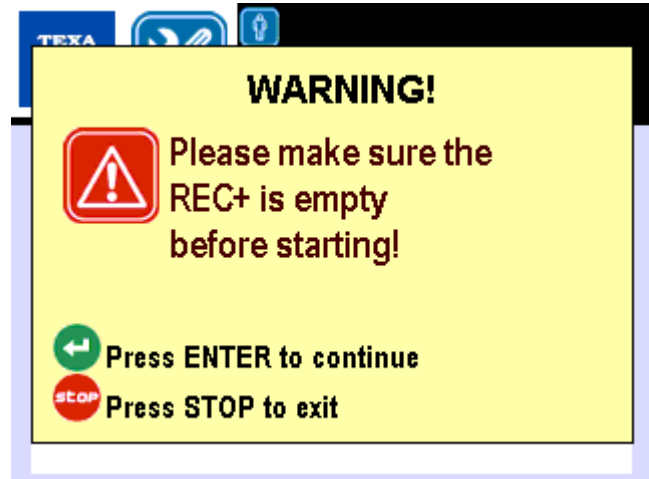 TEXA
WARNING!
Please make sure the
REC+ is empty
before starting!
Press ENTER to continue
stop Press STOP to exit